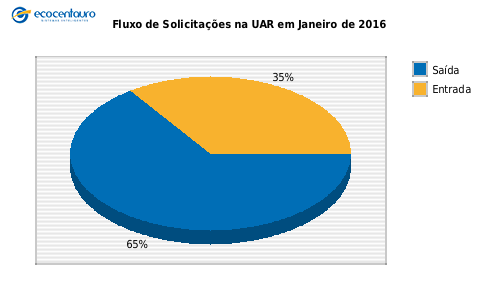 ecocentauro
Fluxo de Solicitações na UAR em Janeiro de 2016
35%
Saída
Entrada
65%